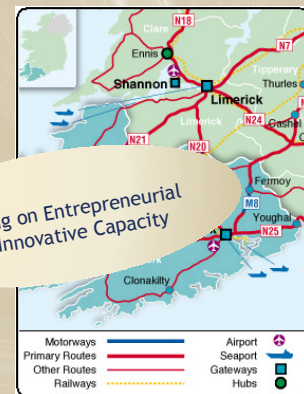 Clare
N18
N7
Ennis
Tipperary
Shannon
Thurles
Limerick
Cashel
Limerick
N24
N21
N20
Fermoy
on Entrepreneurial
Innovative Capacity
M8
Youghal
N25
Clonakilty
Motorways
Airport
Primary Routes
Seaport
Other Routes
Gateways
Railways
Hubs